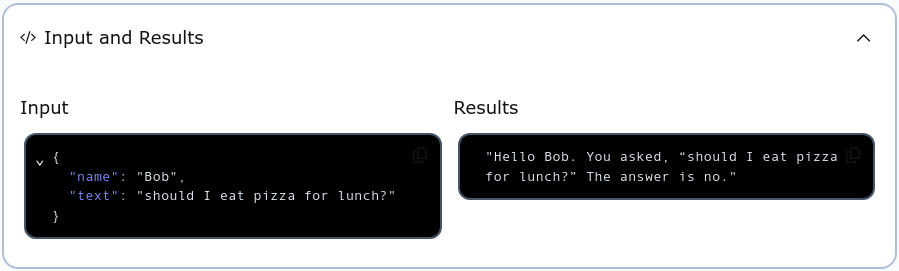 </> Input and Results
Input
Results
{
"name": "Bob",
"text": "should I eat pizza for lunch?"
}
"Hello Bob. You asked, “should I eat pizza
for lunch?” The answer is no."